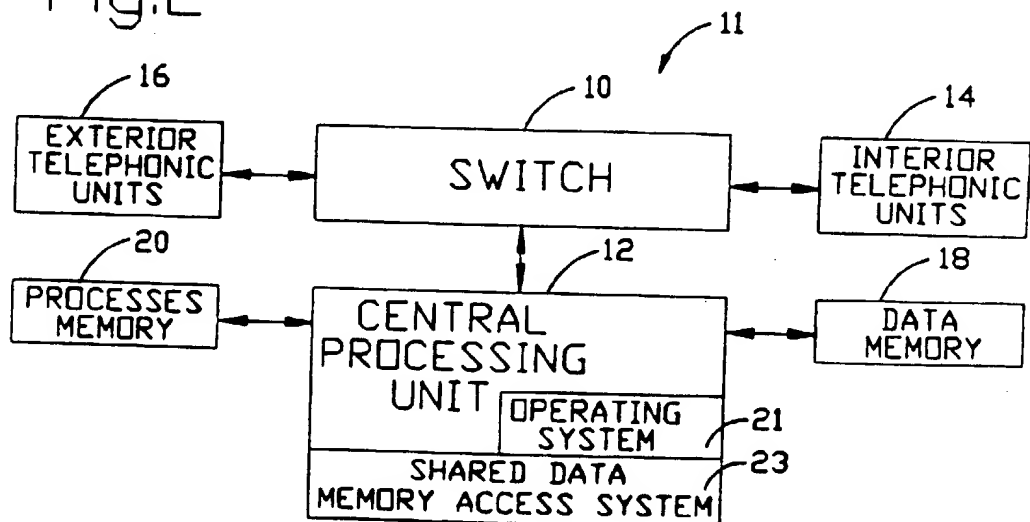 Fig.2
11
16
10
14
EXTERIOR
TELEPHONIC
UNITS
SWITCH
INTERIOR
TELEPHONIC
UNITS
20
12
18
PROCESSES
MEMORY
CENTRAL
PROCESSING
UNIT
DATA
MEMORY
OPERATING
SYSTEM
21
SHARED DATA
MEMORY ACCESS SYSTEM
23